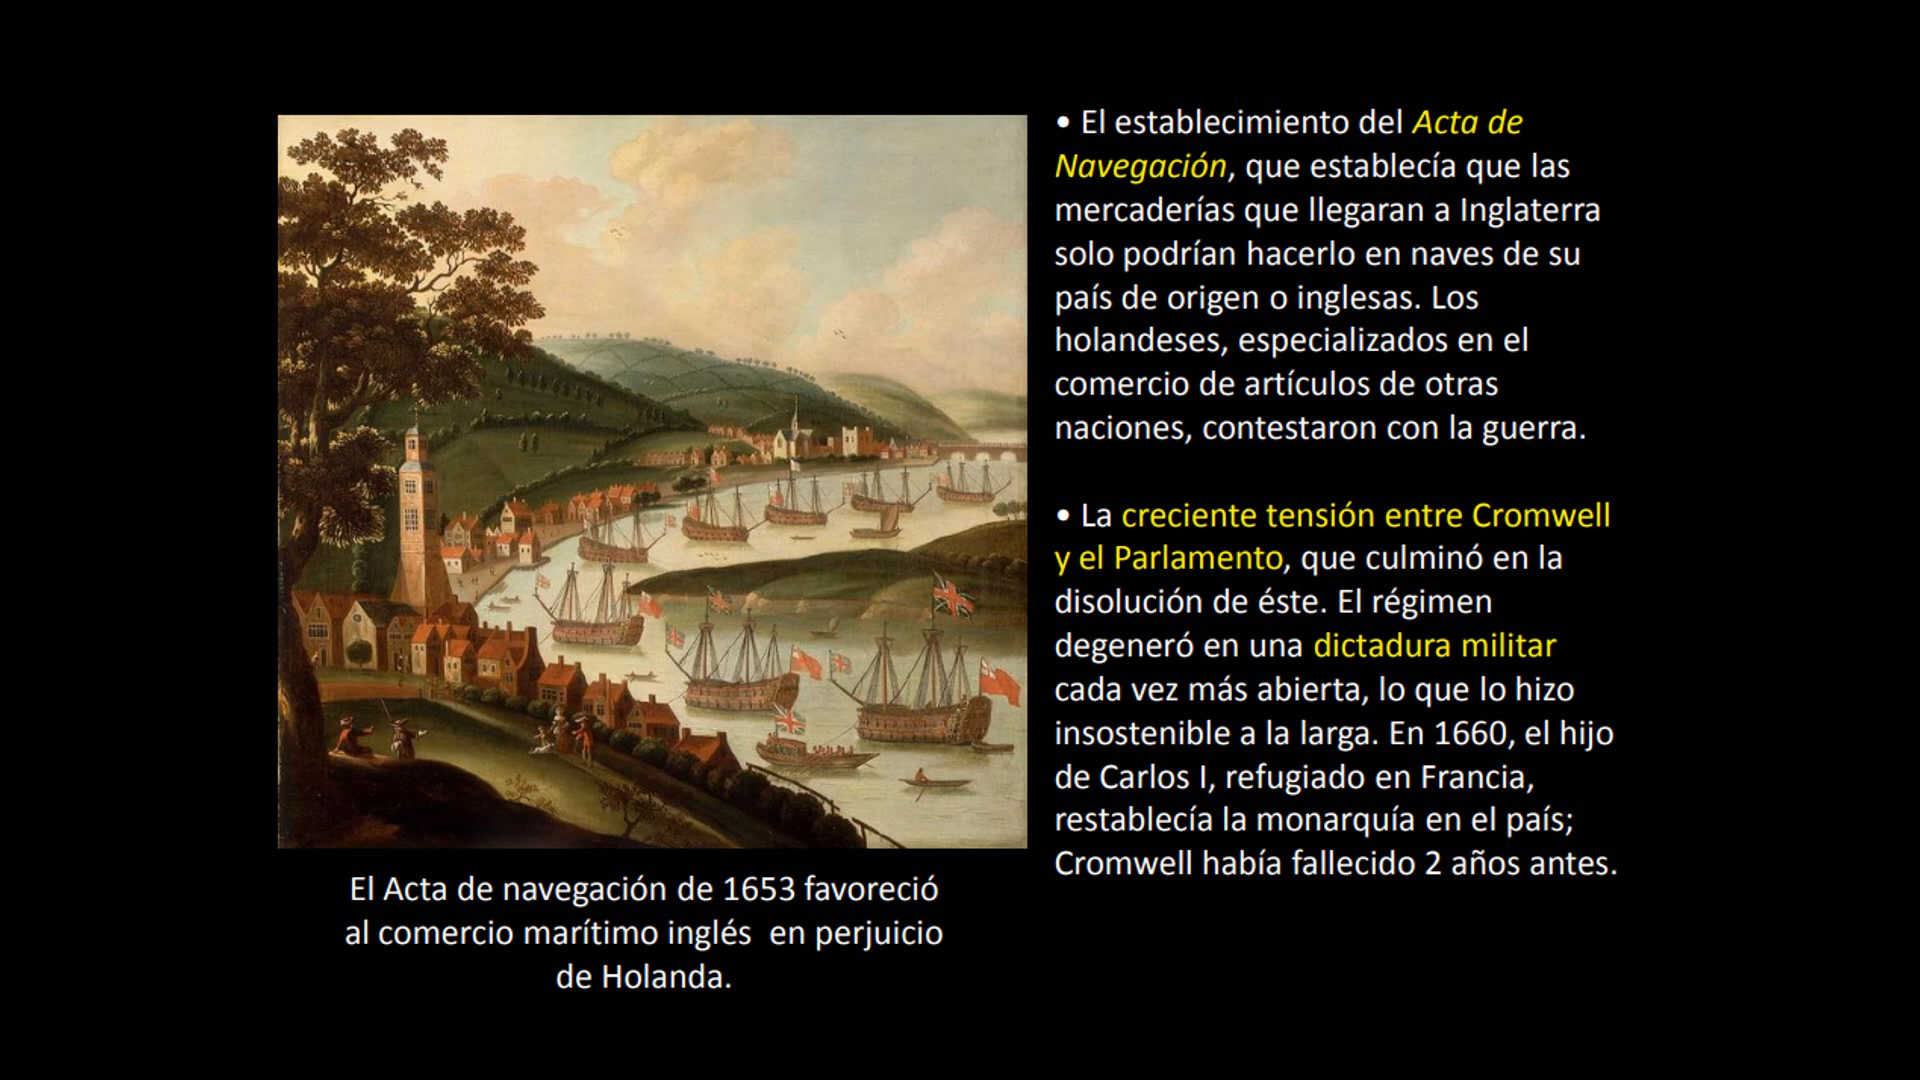 • El establecimiento del Acta de
Navegación, que establecía que las
mercaderías que llegaran a Inglaterra
solo podrían hacerlo en naves de su
país de origen o inglesas. Los
holandeses, especializados en el
comercio de artículos de otras
naciones, contestaron con la guerra.
• La creciente tensión entre Cromwell
y el Parlamento, que culminó en la
disolución de éste. El régimen
degeneró en una dictadura militar
cada vez más abierta, lo que lo hizo
insostenible a la larga. En 1660, el hijo
de Carlos I, refugiado en Francia,
restablecía la monarquía en el país;
Cromwell había fallecido 2 años antes.
El Acta de navegación de 1653 favoreció
al comercio marítimo inglés  en perjuicio
de Holanda.